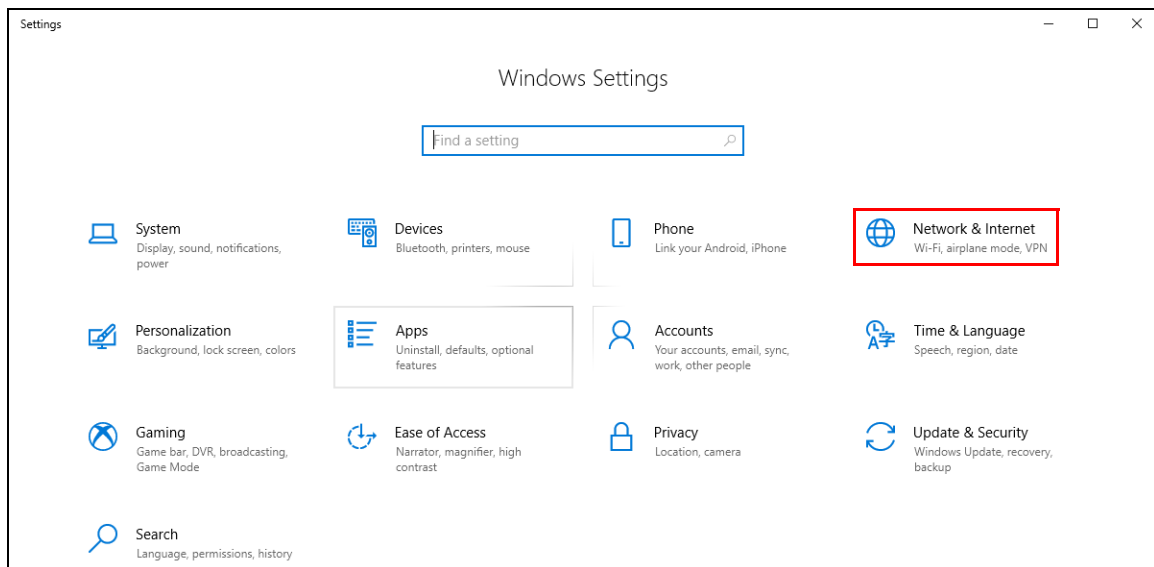 Settings
Windows Settings
Find a setting
System
Display, sound, notifications,
power
Devices
Bluetooth, printers, mouse
Phone
Link your Android, iPhone
Network & Internet
Wi-Fi, airplane mode, VPN
Personalization
Background, lock screen, colors
Apps
Uninstall, defaults, optional
features
Accounts
Your accounts, email, sync,
work, other people
Time & Language
Speech, region, date
Gaming
Game bar, DVR, broadcasting,
Game Mode
Ease of Access
Narrator, magnifier, high
contrast
Privacy
Location, camera
Update & Security
Windows Update, recovery,
backup
Search
Language, permissions, history